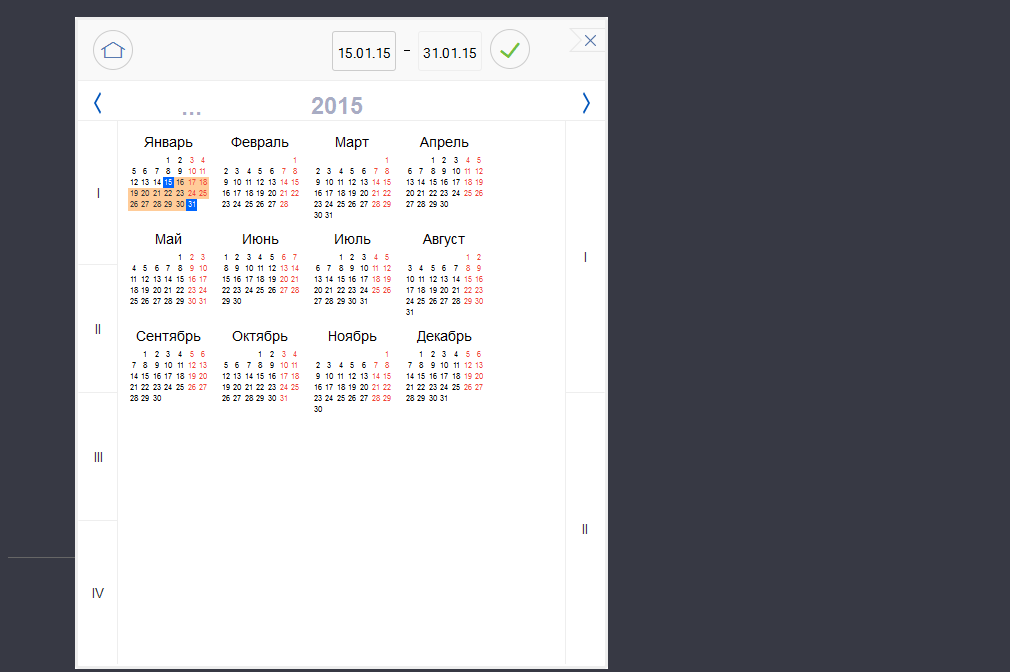 15.01.15 – 31.01.15
... 2015
Январь Февраль Март Апрель
1 2 3 4 1 1 1 2 3 4 5
5 6 7 8 9 10 11 2 3 4 5 6 7 8 2 3 4 5 6 7 8 6 7 8 9 10 11 12
12 13 14 15 16 17 18 9 10 11 12 13 14 15 9 10 11 12 13 14 15 13 14 15 16 17 18 19
I
19 20 21 22 23 24 25 16 17 18 19 20 21 22 16 17 18 19 20 21 22 20 21 22 23 24 25 26
26 27 28 29 30 31 23 24 25 26 27 28 23 24 25 26 27 28 29 27 28 29 30
30 31
Май Июнь Июль Август
1 2 3 1 2 3 4 5 6 7 1 2 3 4 5 1 2
I
4 5 6 7 8 9 10 8 9 10 11 12 13 14 6 7 8 9 10 11 12 3 4 5 6 7 8 9
11 12 13 14 15 16 17 15 16 17 18 19 20 21 13 14 15 16 17 18 19 10 11 12 13 14 15 16
18 19 20 21 22 23 24 22 23 24 25 26 27 28 20 21 22 23 24 25 26 17 18 19 20 21 22 23
25 26 27 28 29 30 31 29 30 27 28 29 30 31 24 25 26 27 28 29 30
31
II
Сентябрь Октябрь Ноябрь Декабрь
1 2 3 4 5 6 1 2 3 4 1 1 2 3 4 5 6
7 8 9 10 11 12 13 5 6 7 8 9 10 11 2 3 4 5 6 7 8 7 8 9 10 11 12 13
14 15 16 17 18 19 20 12 13 14 15 16 17 18 9 10 11 12 13 14 15 14 15 16 17 18 19 20
21 22 23 24 25 26 27 19 20 21 22 23 24 25 16 17 18 19 20 21 22 21 22 23 24 25 26 27
28 29 30 26 27 28 29 30 31 23 24 25 26 27 28 29 28 29 30 31
30
III
II
IV